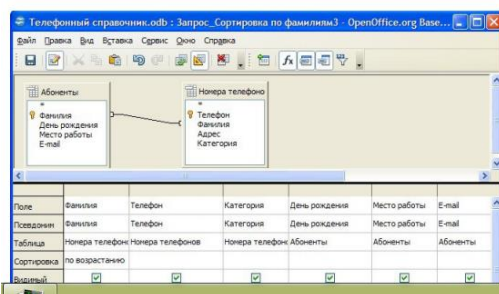 Телефонный справочник.odb : Запрос_Сортировка по фамилиям3 - OpenOffice.org Base...
Файл Правка Вид Вставка Сервис Окно Справка
Абоненты
*
Фамилия
День рождения
Место работы
E-mail
Номера телефоно
*
Телефон
Фамилия
Адрес
Категория
Поле Фамилия Телефон Категория День рождения Место работы E-mail
Псевдоним Фамилия Телефон Категория День рождения Место работы E-mail
Таблица Номера телефоно Номера телефонов Номера телефоно Абоненты Абоненты Абоненты
Сортировка по возрастанию
Видимый